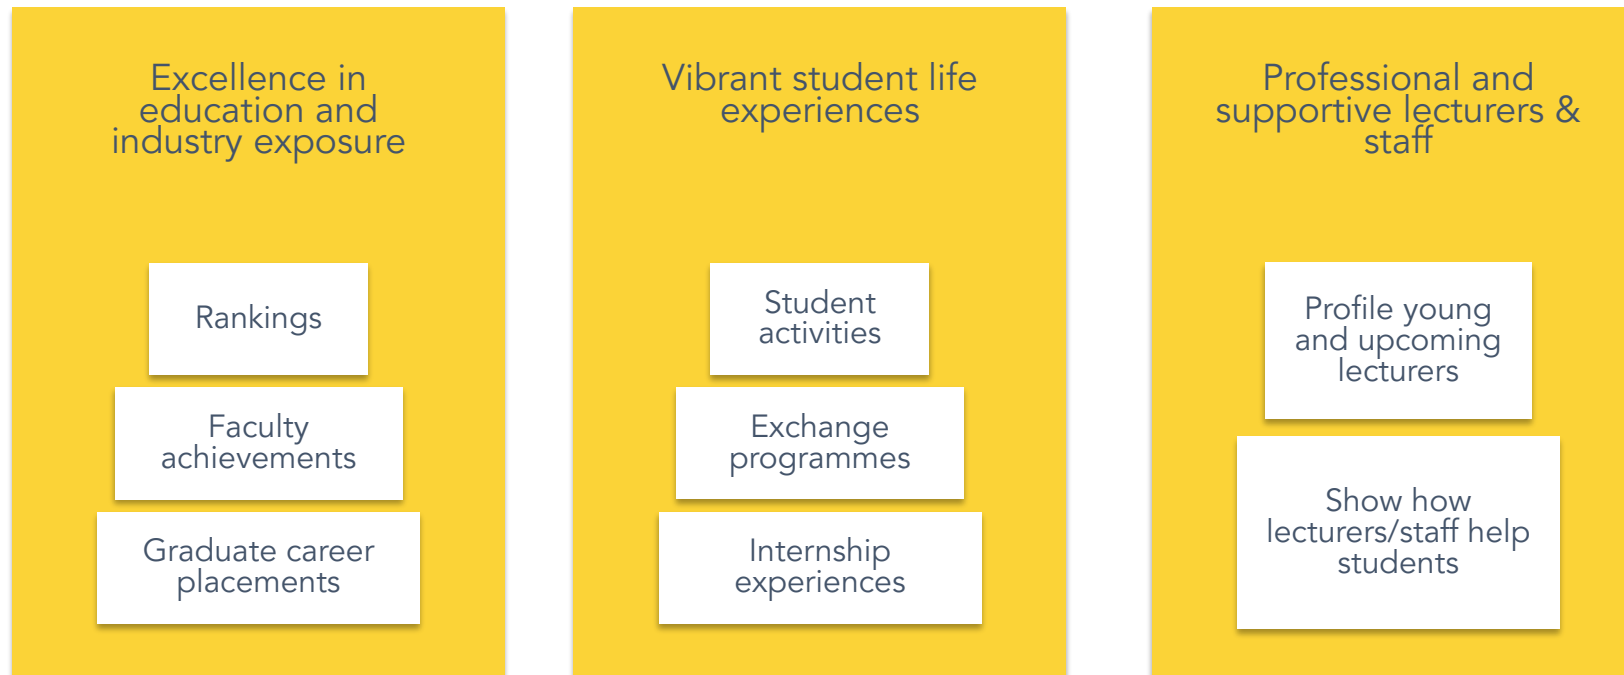 Excellence in
education and
industry exposure
Rankings
Faculty
achievements
Graduate career
placements
Vibrant student life
experiences
Student
activities
Exchange
programmes
Internship
experiences
Professional and
supportive lecturers &
staff
Profile young
and upcoming
lecturers
Show how
lecturers/staff help
students